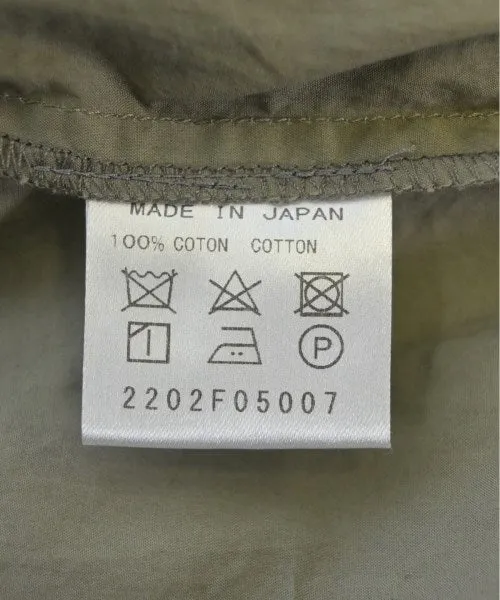 MADE IN JAPAN
100% COTON COTTON
P
2202F05007